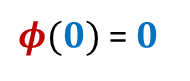 ϕ(0) = 0